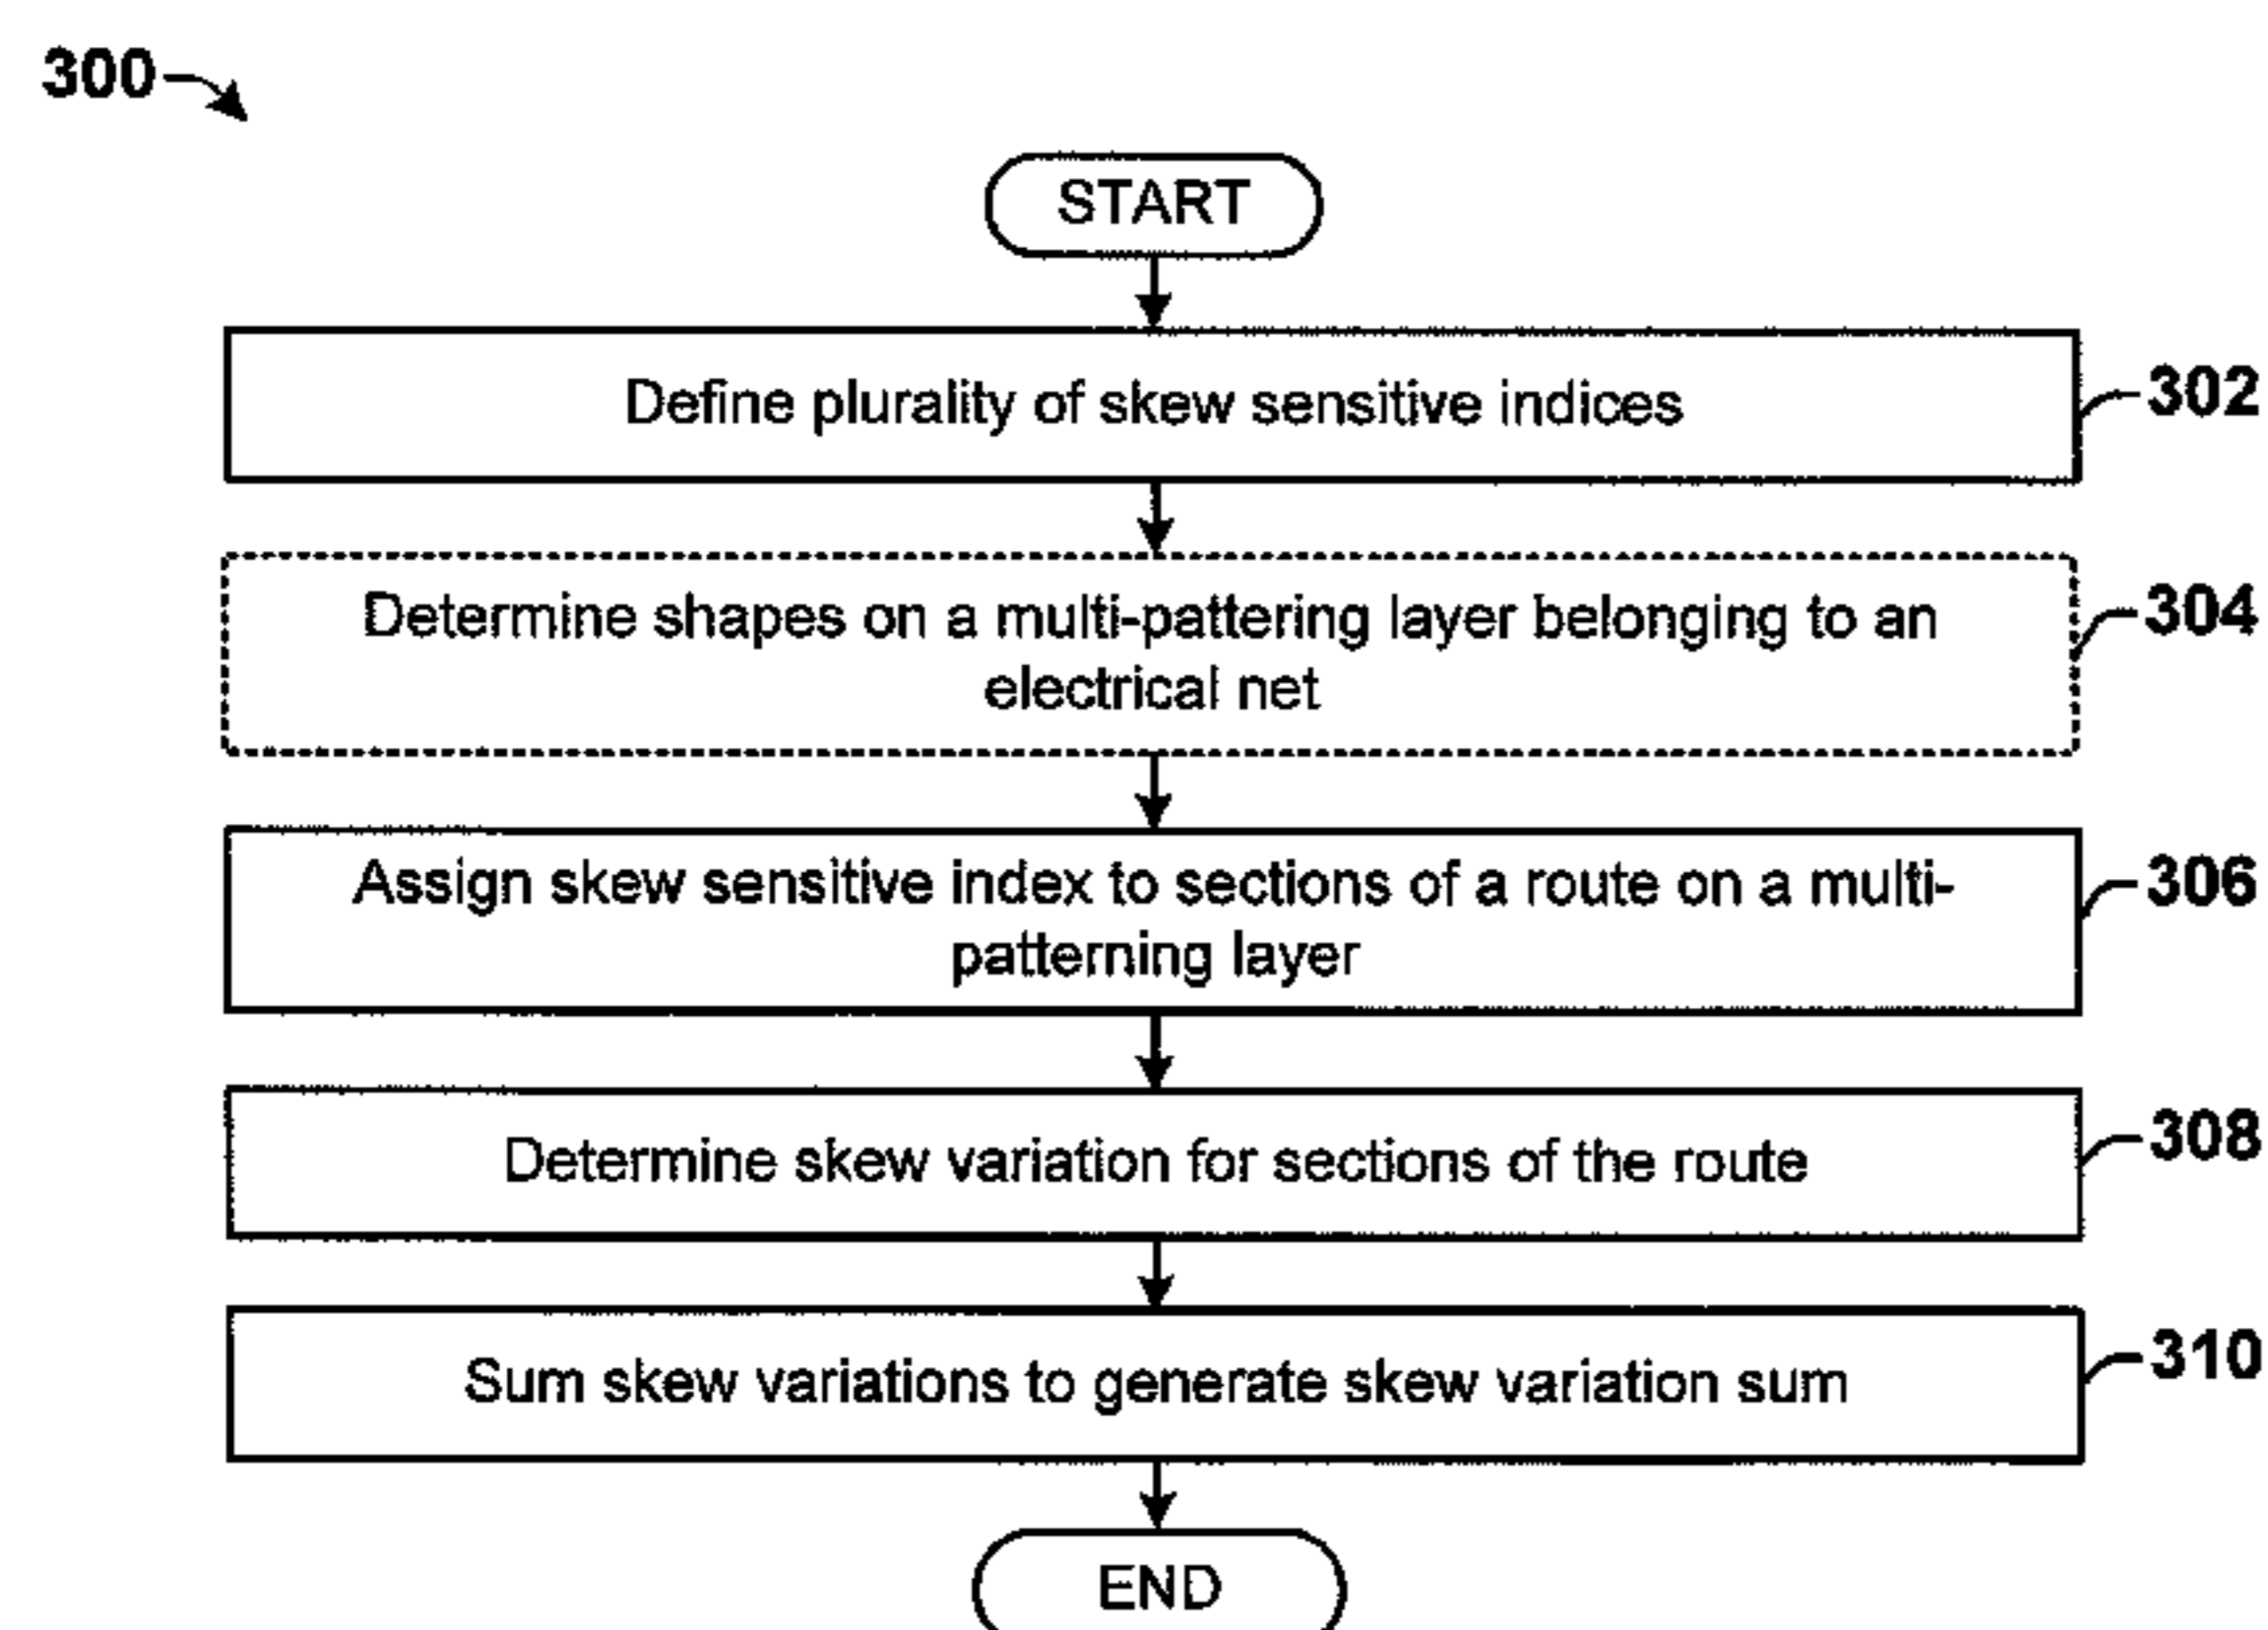 300
START
Define plurality of skew sensitive indices
302
Determine shapes on a multi-pattering layer belonging to an
electrical net
304
Assign skew sensitive index to sections of a route on a multi-
patterning layer
306
Determine skew variation for sections of the route
308
Sum skew variations to generate skew variation sum
310
END